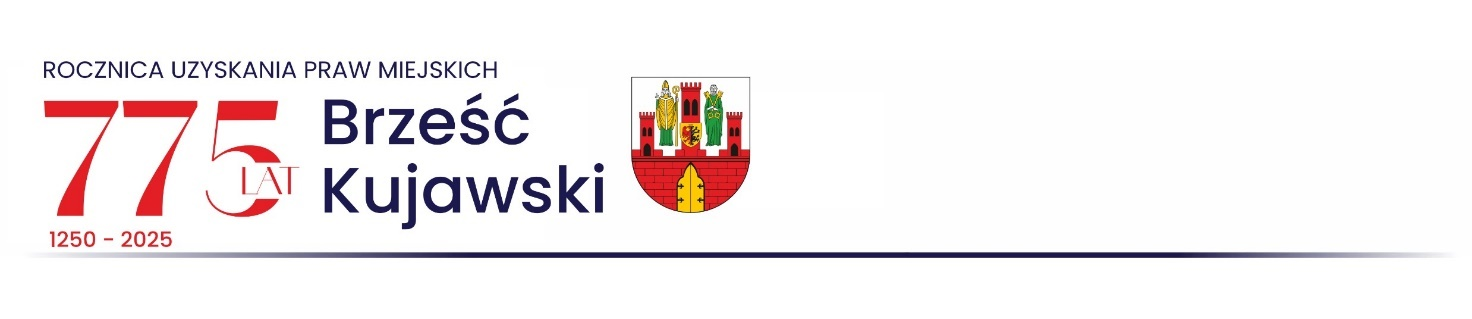 ROCZNICA UZYSKANIA PRAW MIEJSKICH
775 LAT
Brześć
Kujawski
1250 - 2025